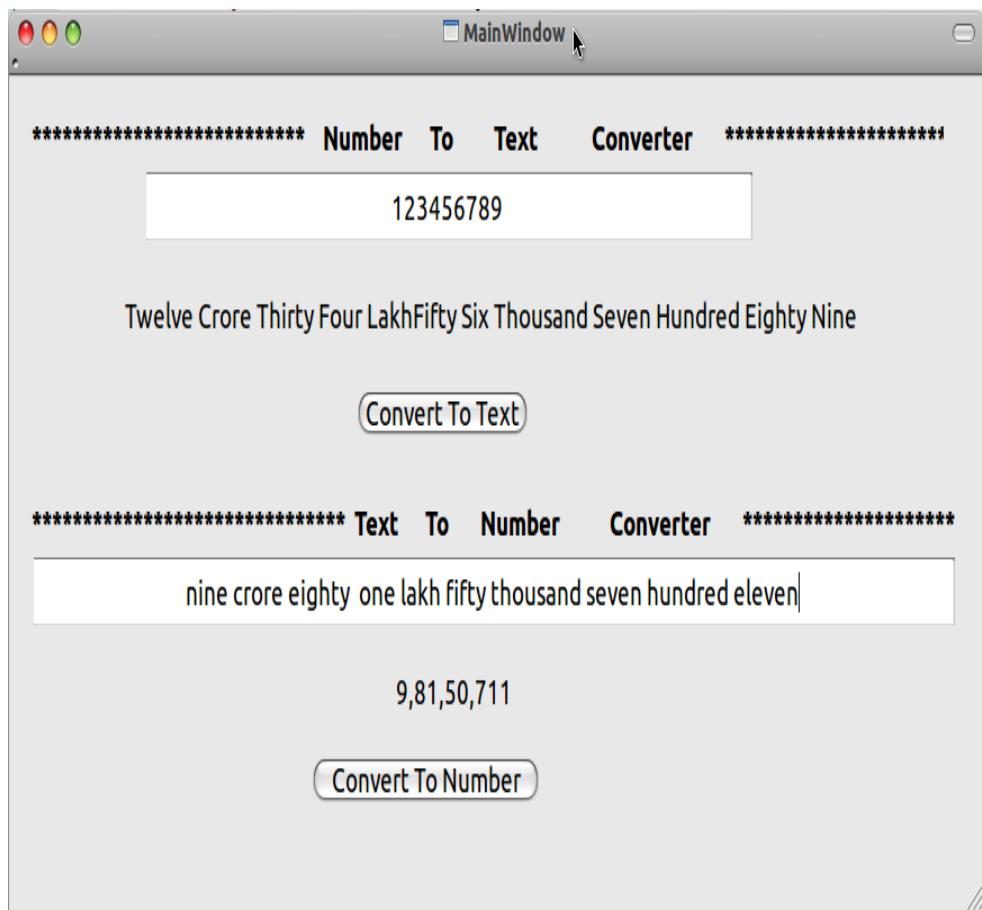 MainWindow
*************************** Number To Text Converter **********************
123456789
Twelve Crore Thirty Four LakhFifty Six Thousand Seven Hundred Eighty Nine
Convert To Text
******************************* Text To Number Converter *********************
nine crore eighty  one lakh fifty thousand seven hundred eleven
9,81,50,711
Convert To Number